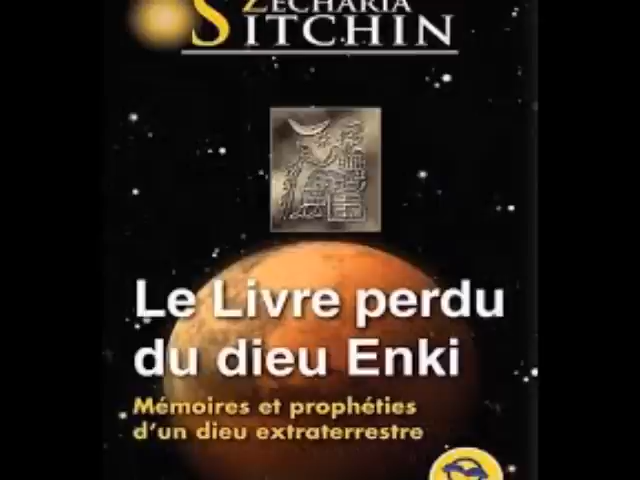 ZECHARIA
SITCHIN
Le Livre perdu
du dieu Enki
Mémoires et prophéties
d'un dieu extraterrestre